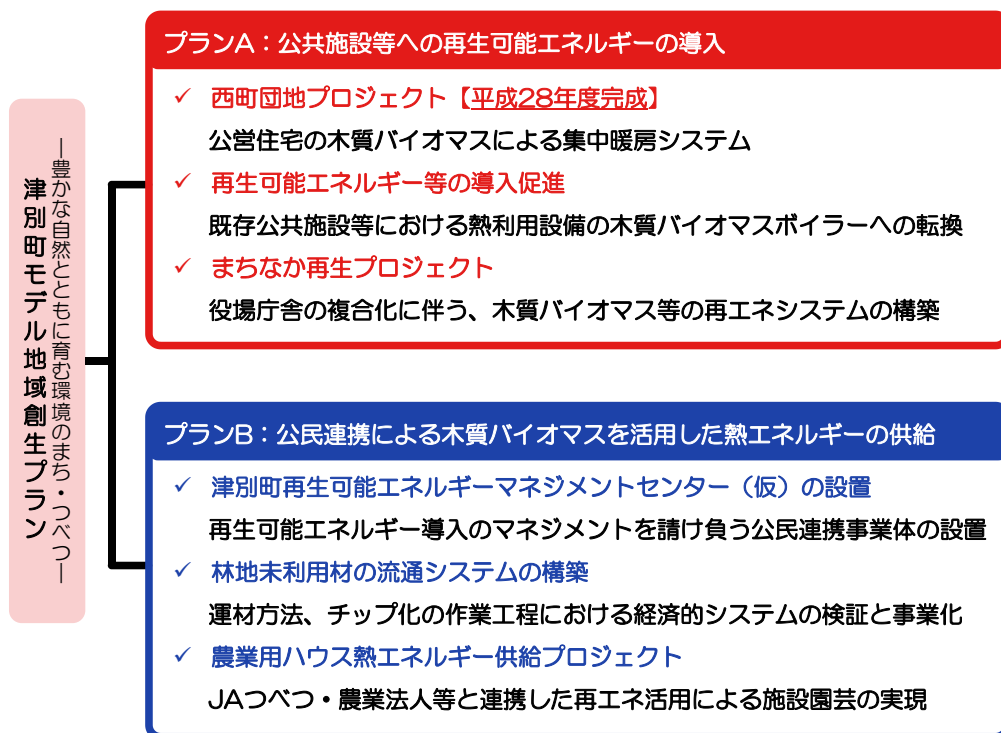 津別町モデル地域創生プラン
―豊かな自然とともに育む環境のまち・つべつ―
プランA：公共施設等への再生可能エネルギーの導入
✓ 西町団地プロジェクト【平成28年度完成】
公営住宅の木質バイオマスによる集中暖房システム
✓ 再生可能エネルギー等の導入促進
既存公共施設等における熱利用設備の木質バイオマスボイラーへの転換
✓ まちなか再生プロジェクト
役場庁舎の複合化に伴う、木質バイオマス等の再エネシステムの構築
プランB：公民連携による木質バイオマスを活用した熱エネルギーの供給
✓ 津別町再生可能エネルギーマネジメントセンター（仮）の設置
再生可能エネルギー導入のマネジメントを請け負う公民連携事業体の設置
✓ 林地未利用材の流通システムの構築
運材方法、チップ化の作業工程における経済的システムの検証と事業化
✓ 農業用ハウス熱エネルギー供給プロジェクト
JAつべつ・農業法人等と連携した再エネ活用による施設園芸の実現